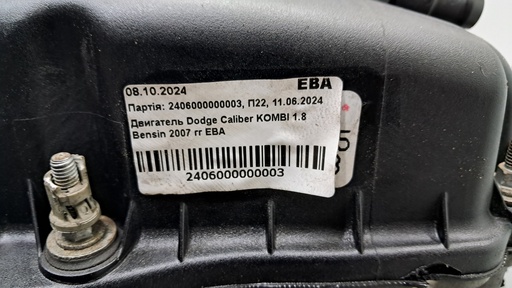 08.10.2024 EBA
Партія: 2406000000003, П22, 11.06.2024
Двигатель Dodge Caliber KOMBI 1.8
Bensin 2007 гг EBA
2406000000003